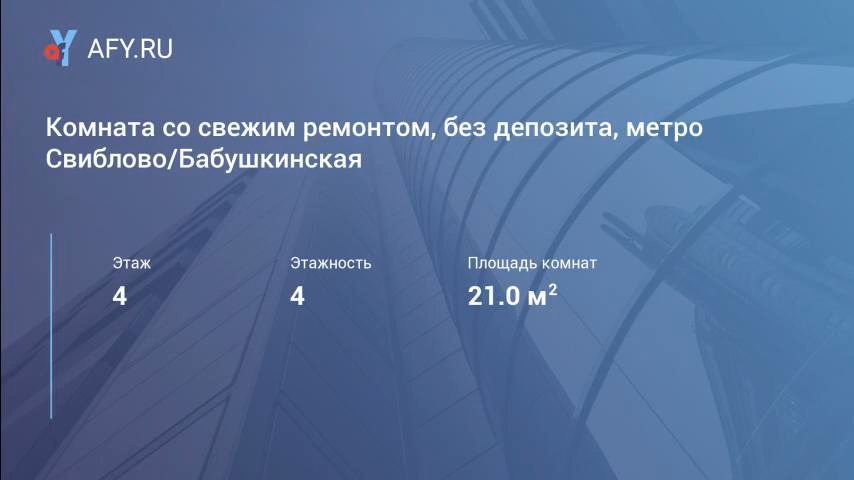 AFY.RU
Комната со свежим ремонтом, без депозита, метро
Свиблово/Бабушкинская
Этаж
4
Этажность
4
Площадь комнат
21.0 м²